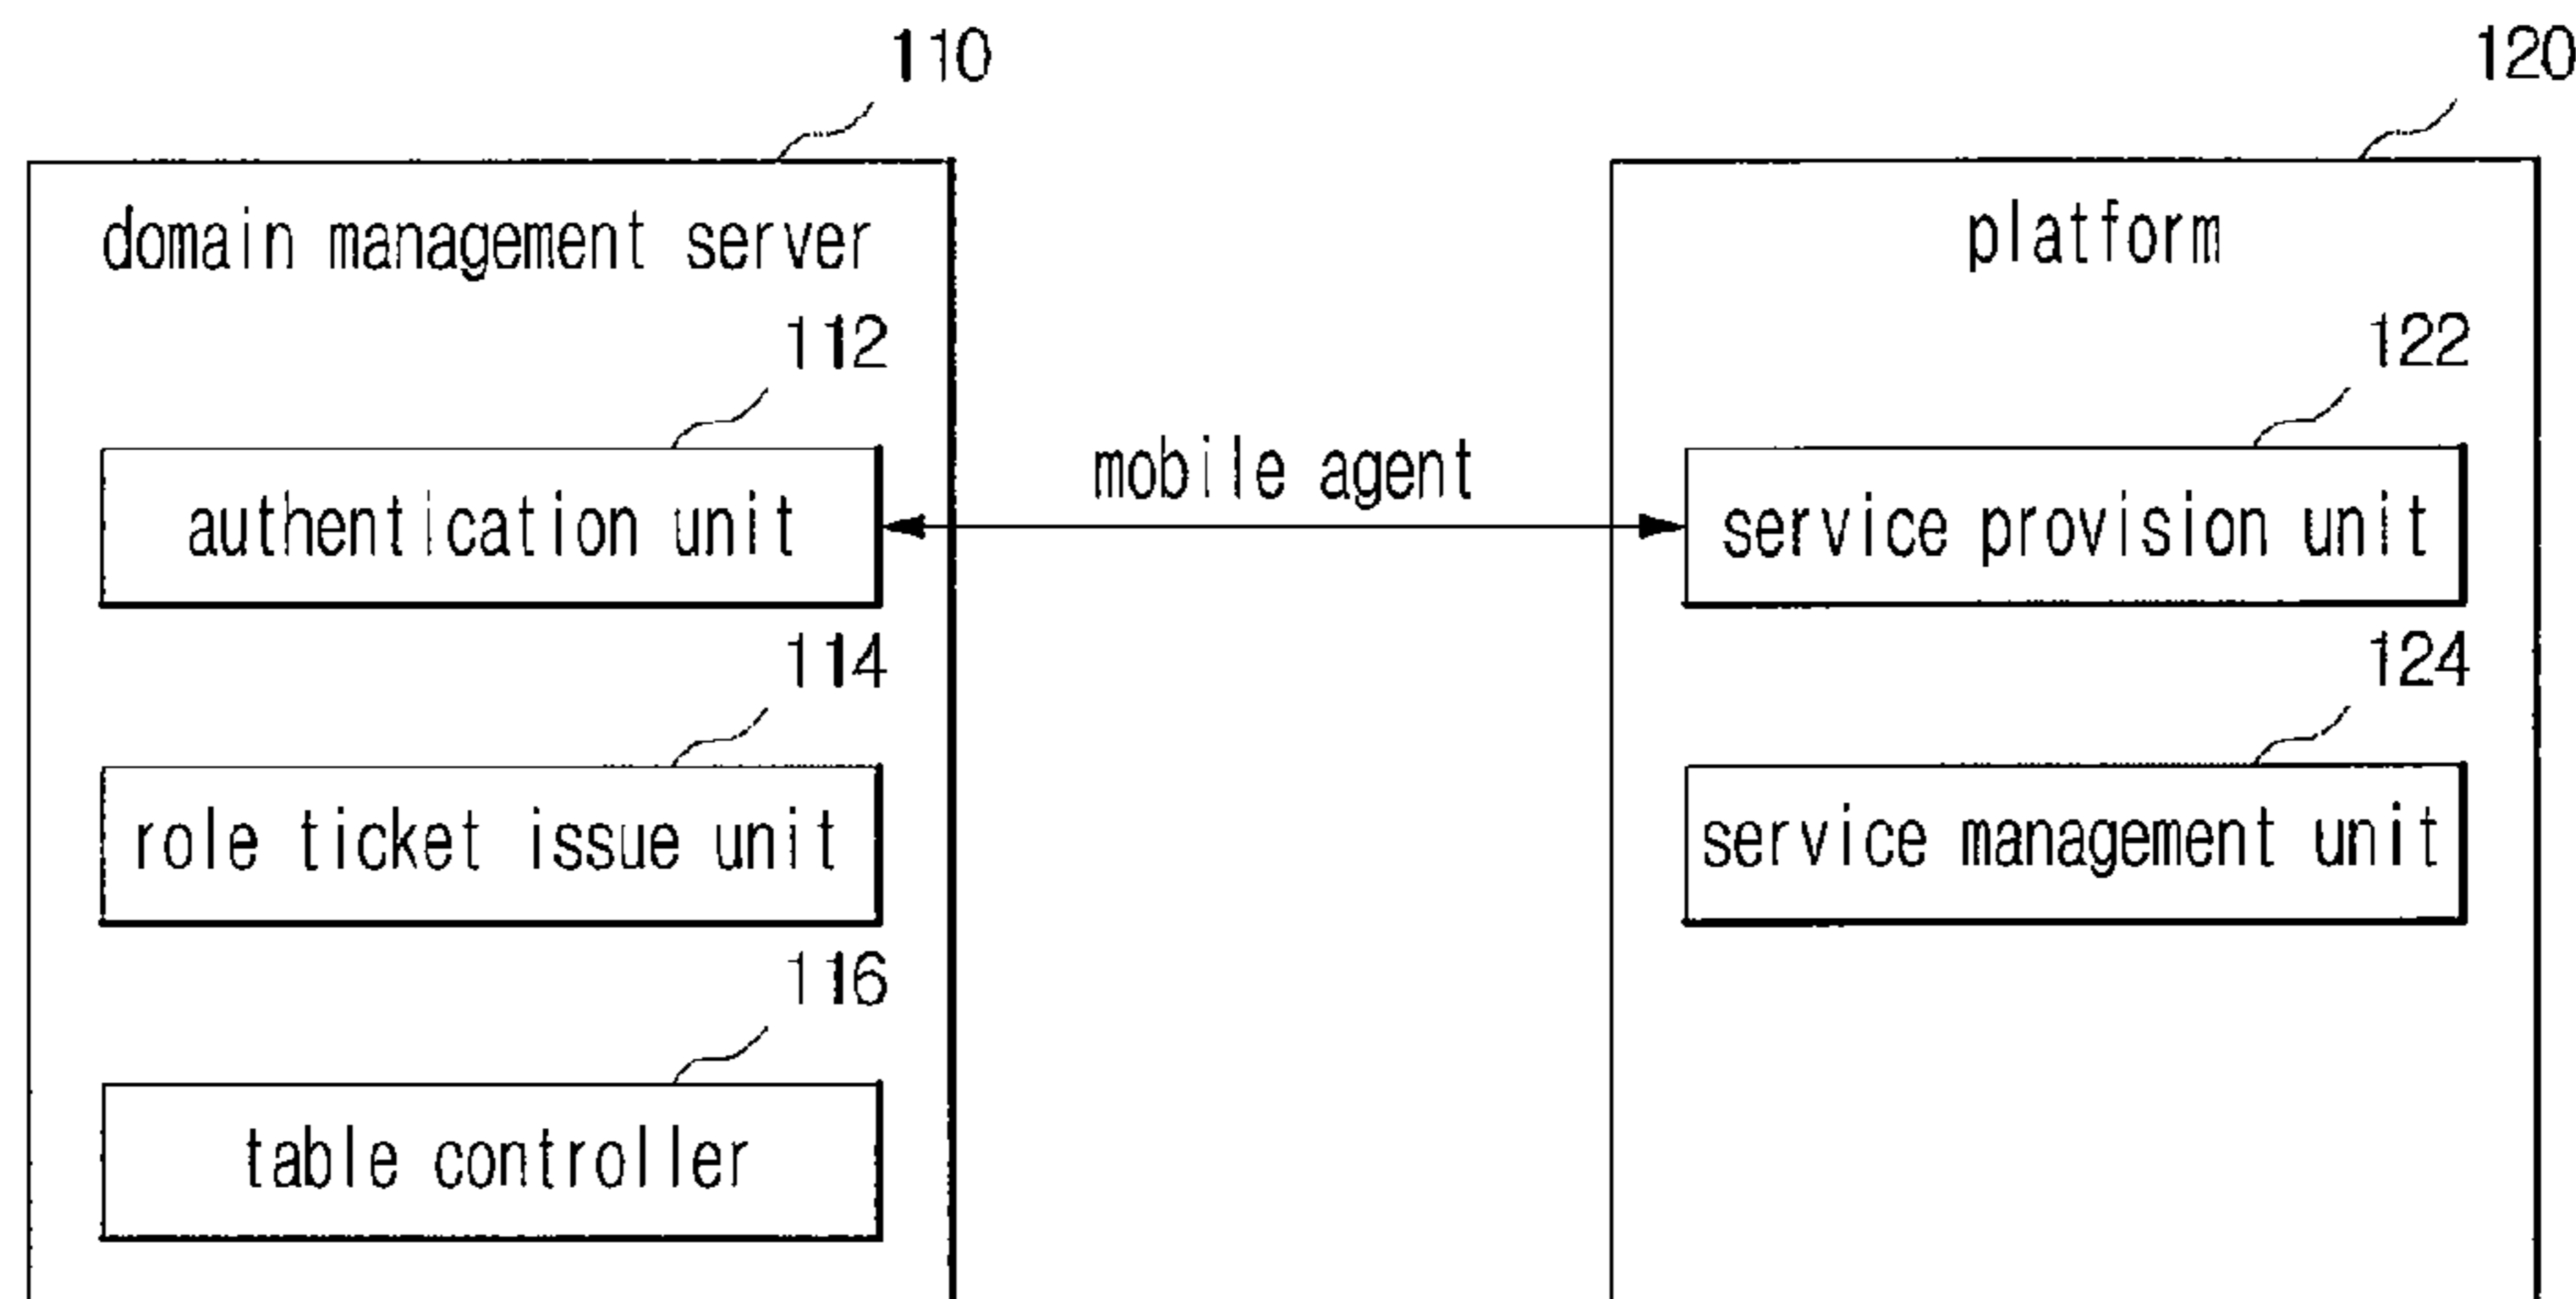 110
120
domain management server
platform
112
122
authentication unit
mobile agent
service provision unit
114
124
role ticket issue unit
service management unit
116
table controller